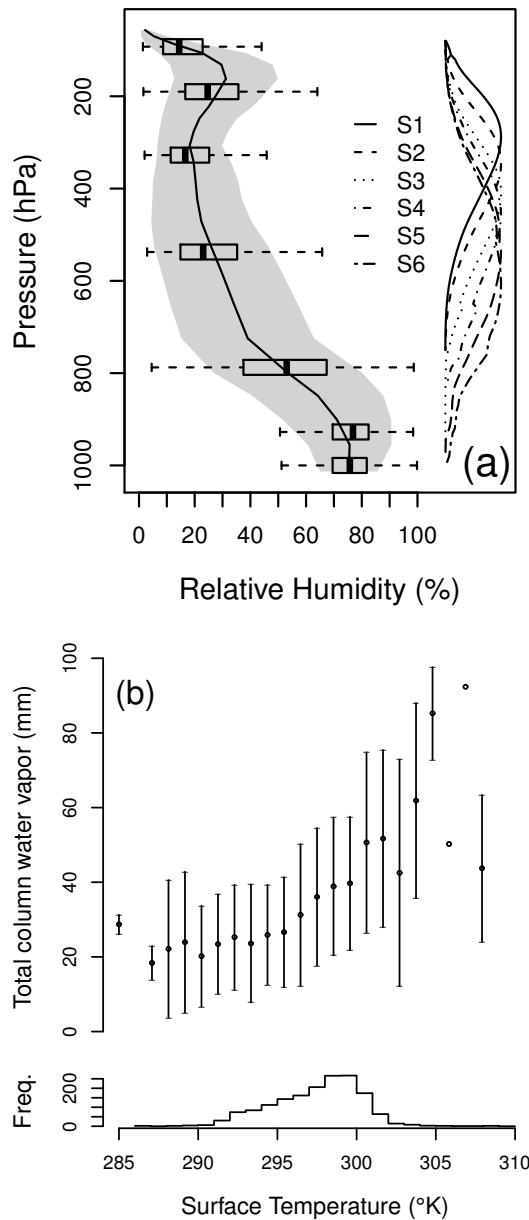 200
400
600
800
1000
Pressure (hPa)
S1
S2
S3
S4
S5
S6
(a)
0 20 40 60 80 100
Relative Humidity (%)
(b)
100
80
60
40
20
0
Total column water vapor (mm)
200
0
Freq.
285 290 295 300 305 310
Surface Temperature (°K)